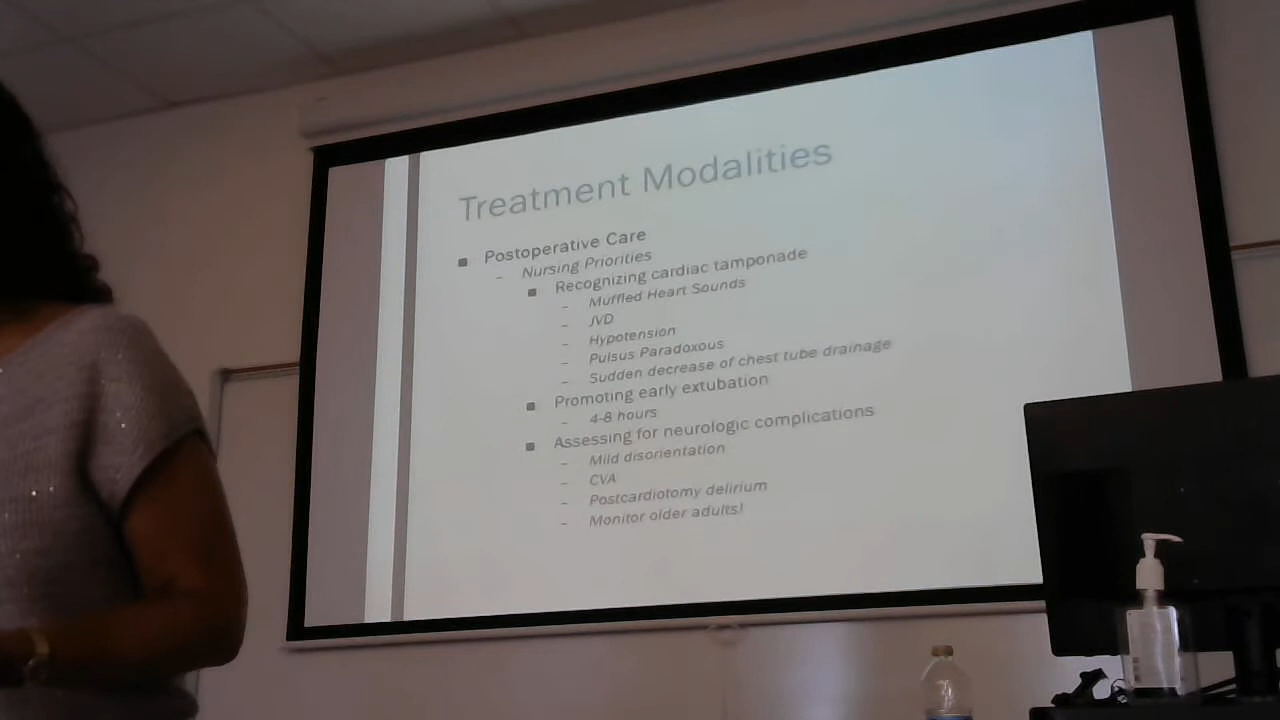 Treatment Modalities
Postoperative Care
Nursing Priorities
Recognizing cardiac tamponade
Muffled Heart Sounds
JVD
Hypotension
Pulsus Paradoxous
Sudden decrease of chest tube drainage
Promoting early extubation
4-8 hours
Assessing for neurologic complications
Mild disorientation
CVA
Postcardiotomy delirium
Monitor older adults!